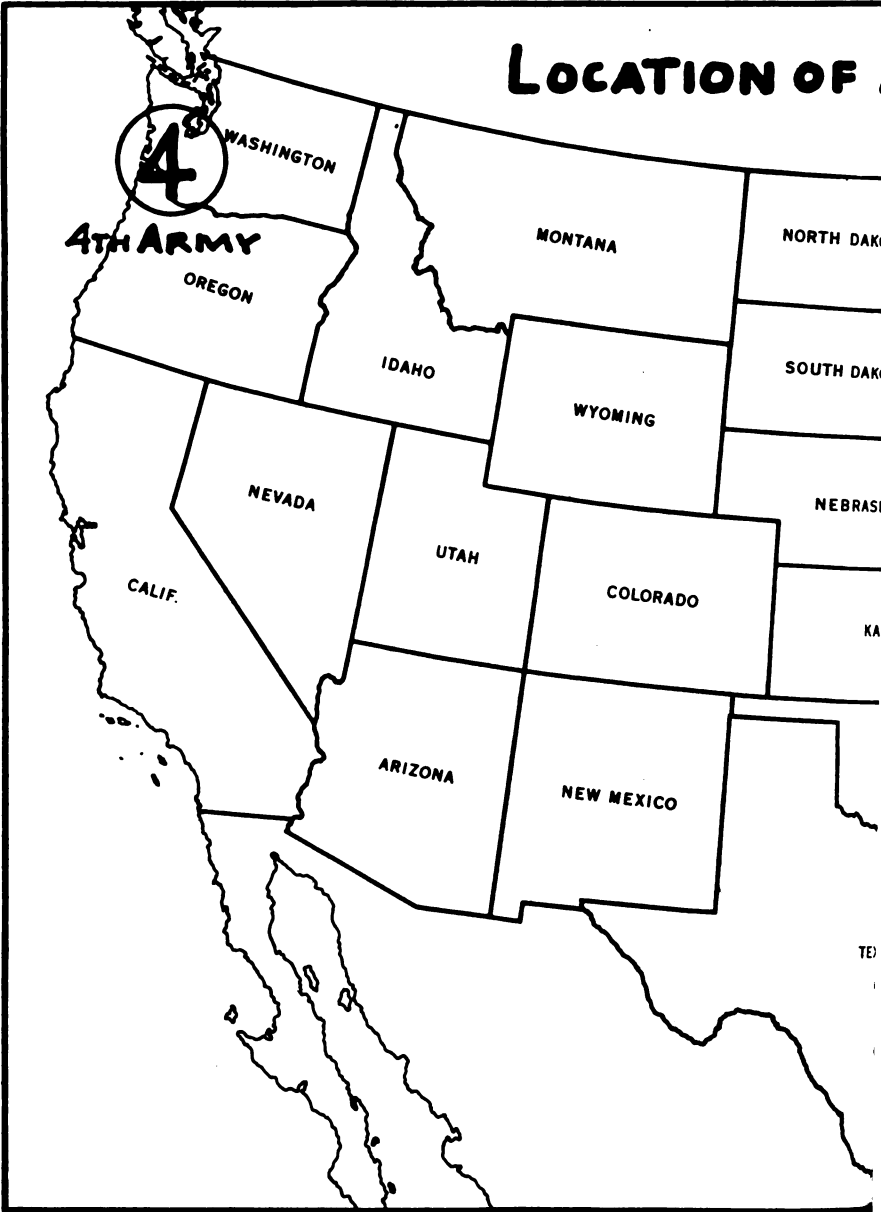 LOCATION OF
WASHINGTON
4
4TH ARMY
MONTANA
NORTH DAK
OREGON
IDAHO
SOUTH DAK
WYOMING
NEVADA
NEBRAS
UTAH
CALIF.
COLORADO
KA
ARIZONA
NEW MEXICO
TEX